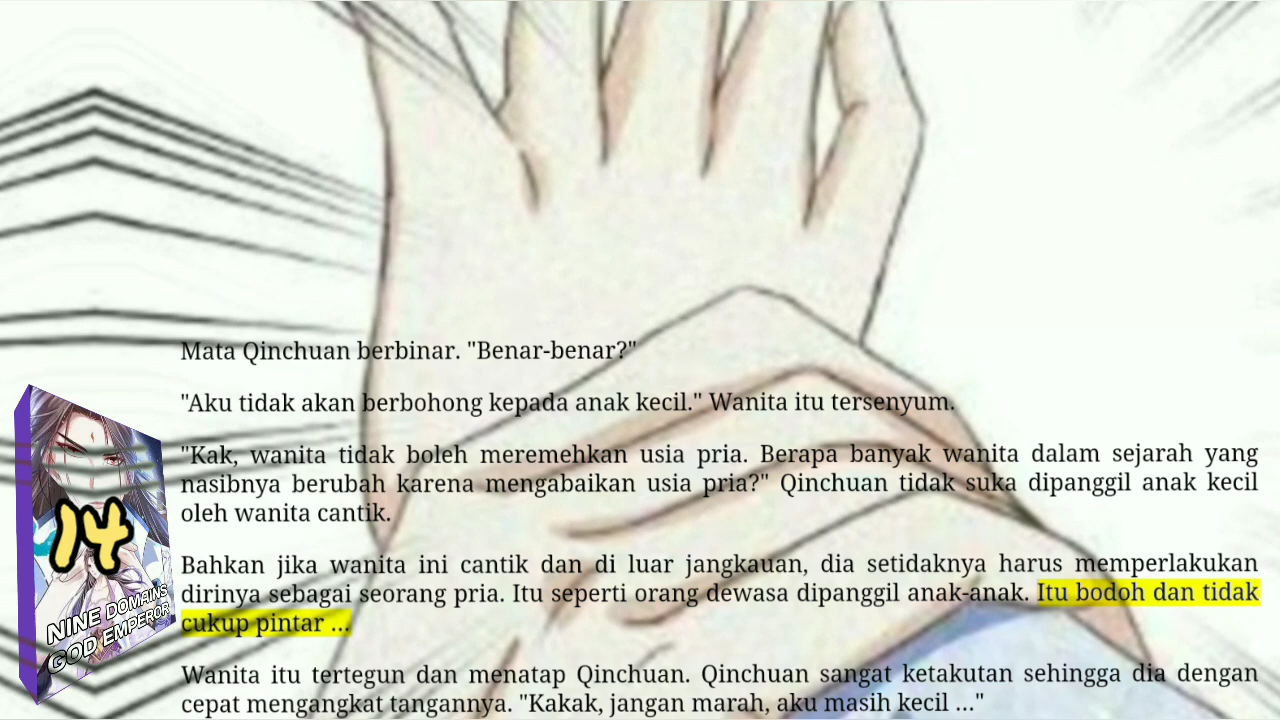 Mata Qinchuan berbinar. "Benar-benar?"
"Aku tidak akan berbohong kepada anak kecil." Wanita itu tersenyum.
"Kak, wanita tidak boleh meremehkan usia pria. Berapa banyak wanita dalam sejarah yang
nasibnya berubah karena mengabaikan usia pria?" Qinchuan tidak suka dipanggil anak kecil
oleh wanita cantik.
Bahkan jika wanita ini cantik dan di luar jangkauan, dia setidaknya harus memperlakukan
dirinya sebagai seorang pria. Itu seperti orang dewasa dipanggil anak-anak. Itu bodoh dan tidak
cukup pintar ...
Wanita itu tertegun dan menatap Qinchuan. Qinchuan sangat ketakutan sehingga dia dengan
cepat mengangkat tangannya. "Kakak, jangan marah, aku masih kecil ..."
14
NINE DOMAINS
GOD EMPEROR